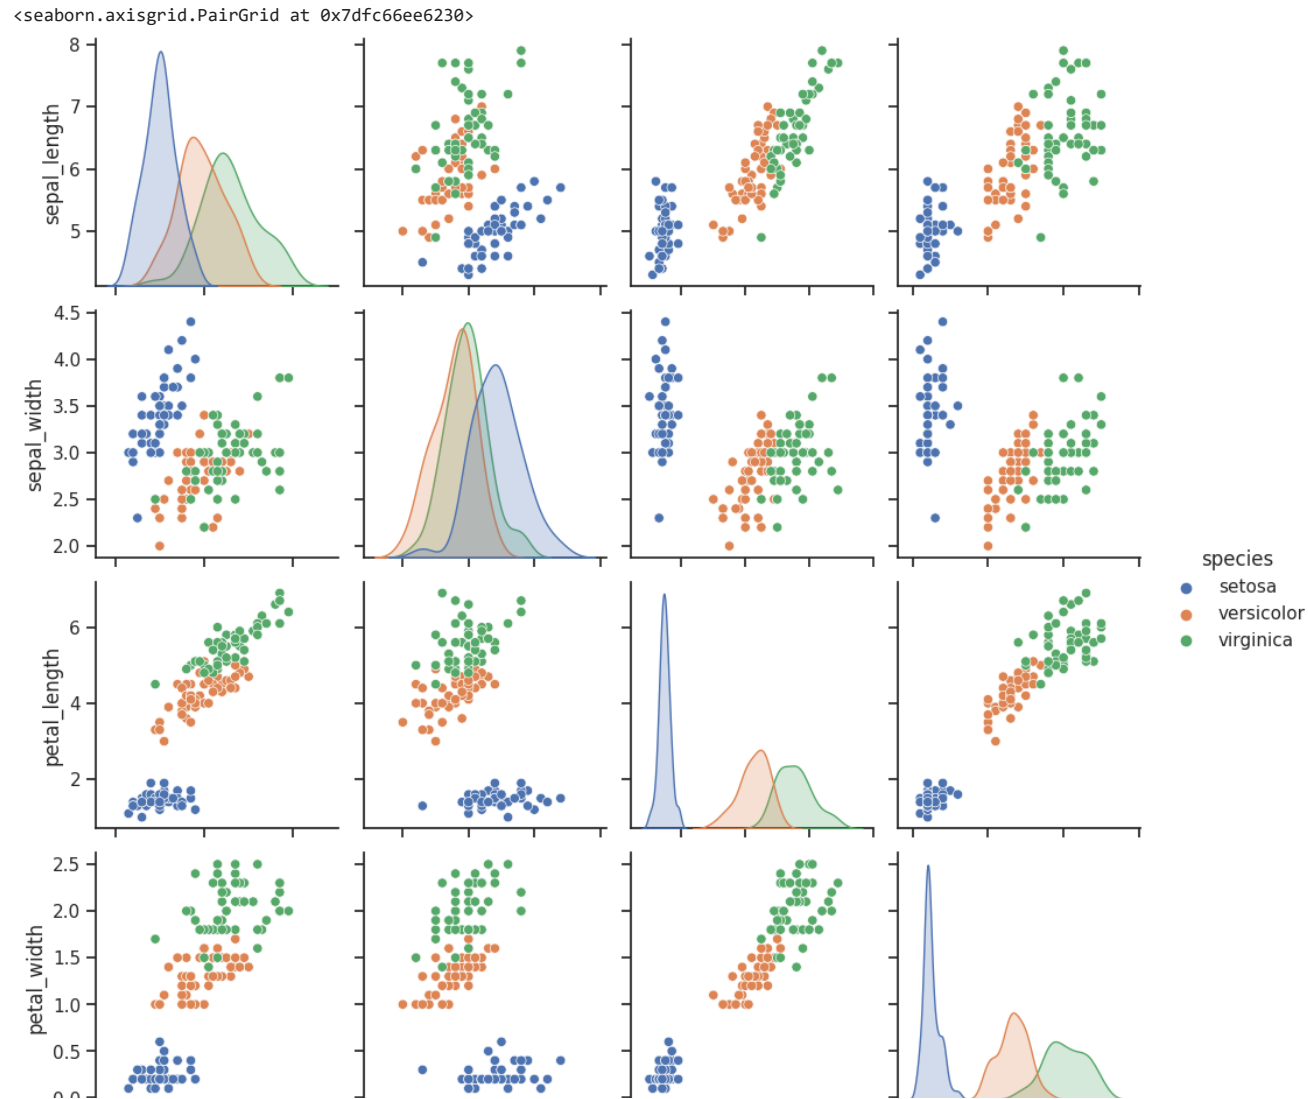 <seaborn.axisgrid.PairGrid at 0x7dfc66ee6230>
8
7
6
5
sepal_length
4.5
4.0
3.5
3.0
2.5
2.0
sepal_width
species
setosa
versicolor
virginica
6
4
2
petal_length
2.5
2.0
1.5
1.0
0.5
0.0
petal_width